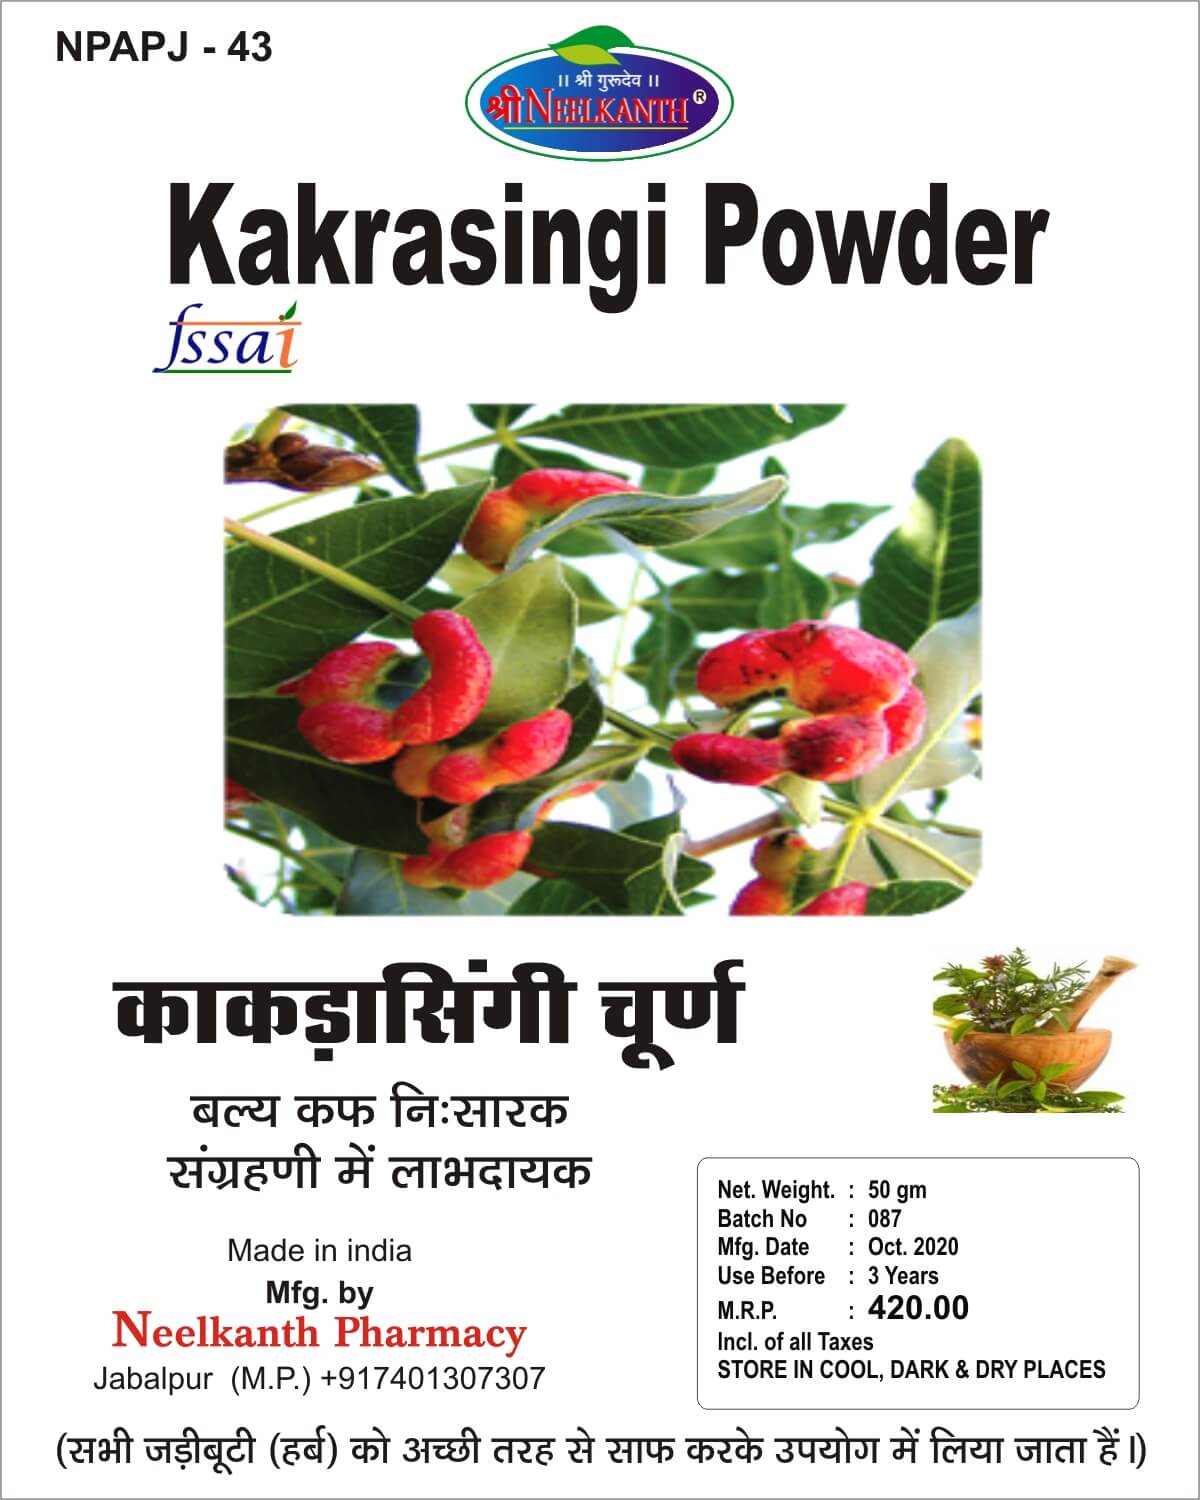 NPAPJ - 43
।। श्री गुरूदेव ।।
श्री NEELKANTH ®
Kakrasingi Powder
fssai
काकड़ासिंगी चूर्ण
बल्य कफ निःसारक
संग्रहणी में लाभदायक
Made in india
Mfg. by
Neelkanth Pharmacy
Jabalpur (M.P.) +917401307307
Net. Weight. : 50 gm
Batch No : 087
Mfg. Date : Oct. 2020
Use Before : 3 Years
M.R.P. : 420.00
Incl. of all Taxes
STORE IN COOL, DARK & DRY PLACES
(सभी जड़ीबूटी (हर्ब) को अच्छी तरह से साफ करके उपयोग में लिया जाता हैं।)